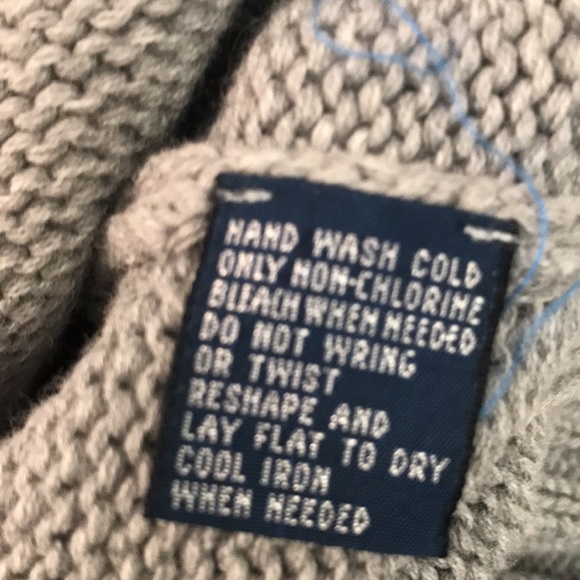 HAND WASH COLD
ONLY NON-CHLORINE
BLEACH WHEN NEEDED
DO NOT WRING
OR TWIST
RESHAPE AND
LAY FLAT TO DRY
COOL IRON
WHEN NEEDED